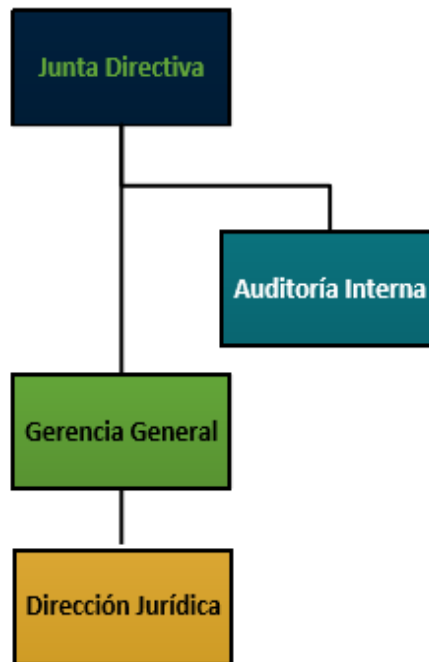 Junta Directiva
Auditoría Interna
Gerencia General
Dirección Jurídica